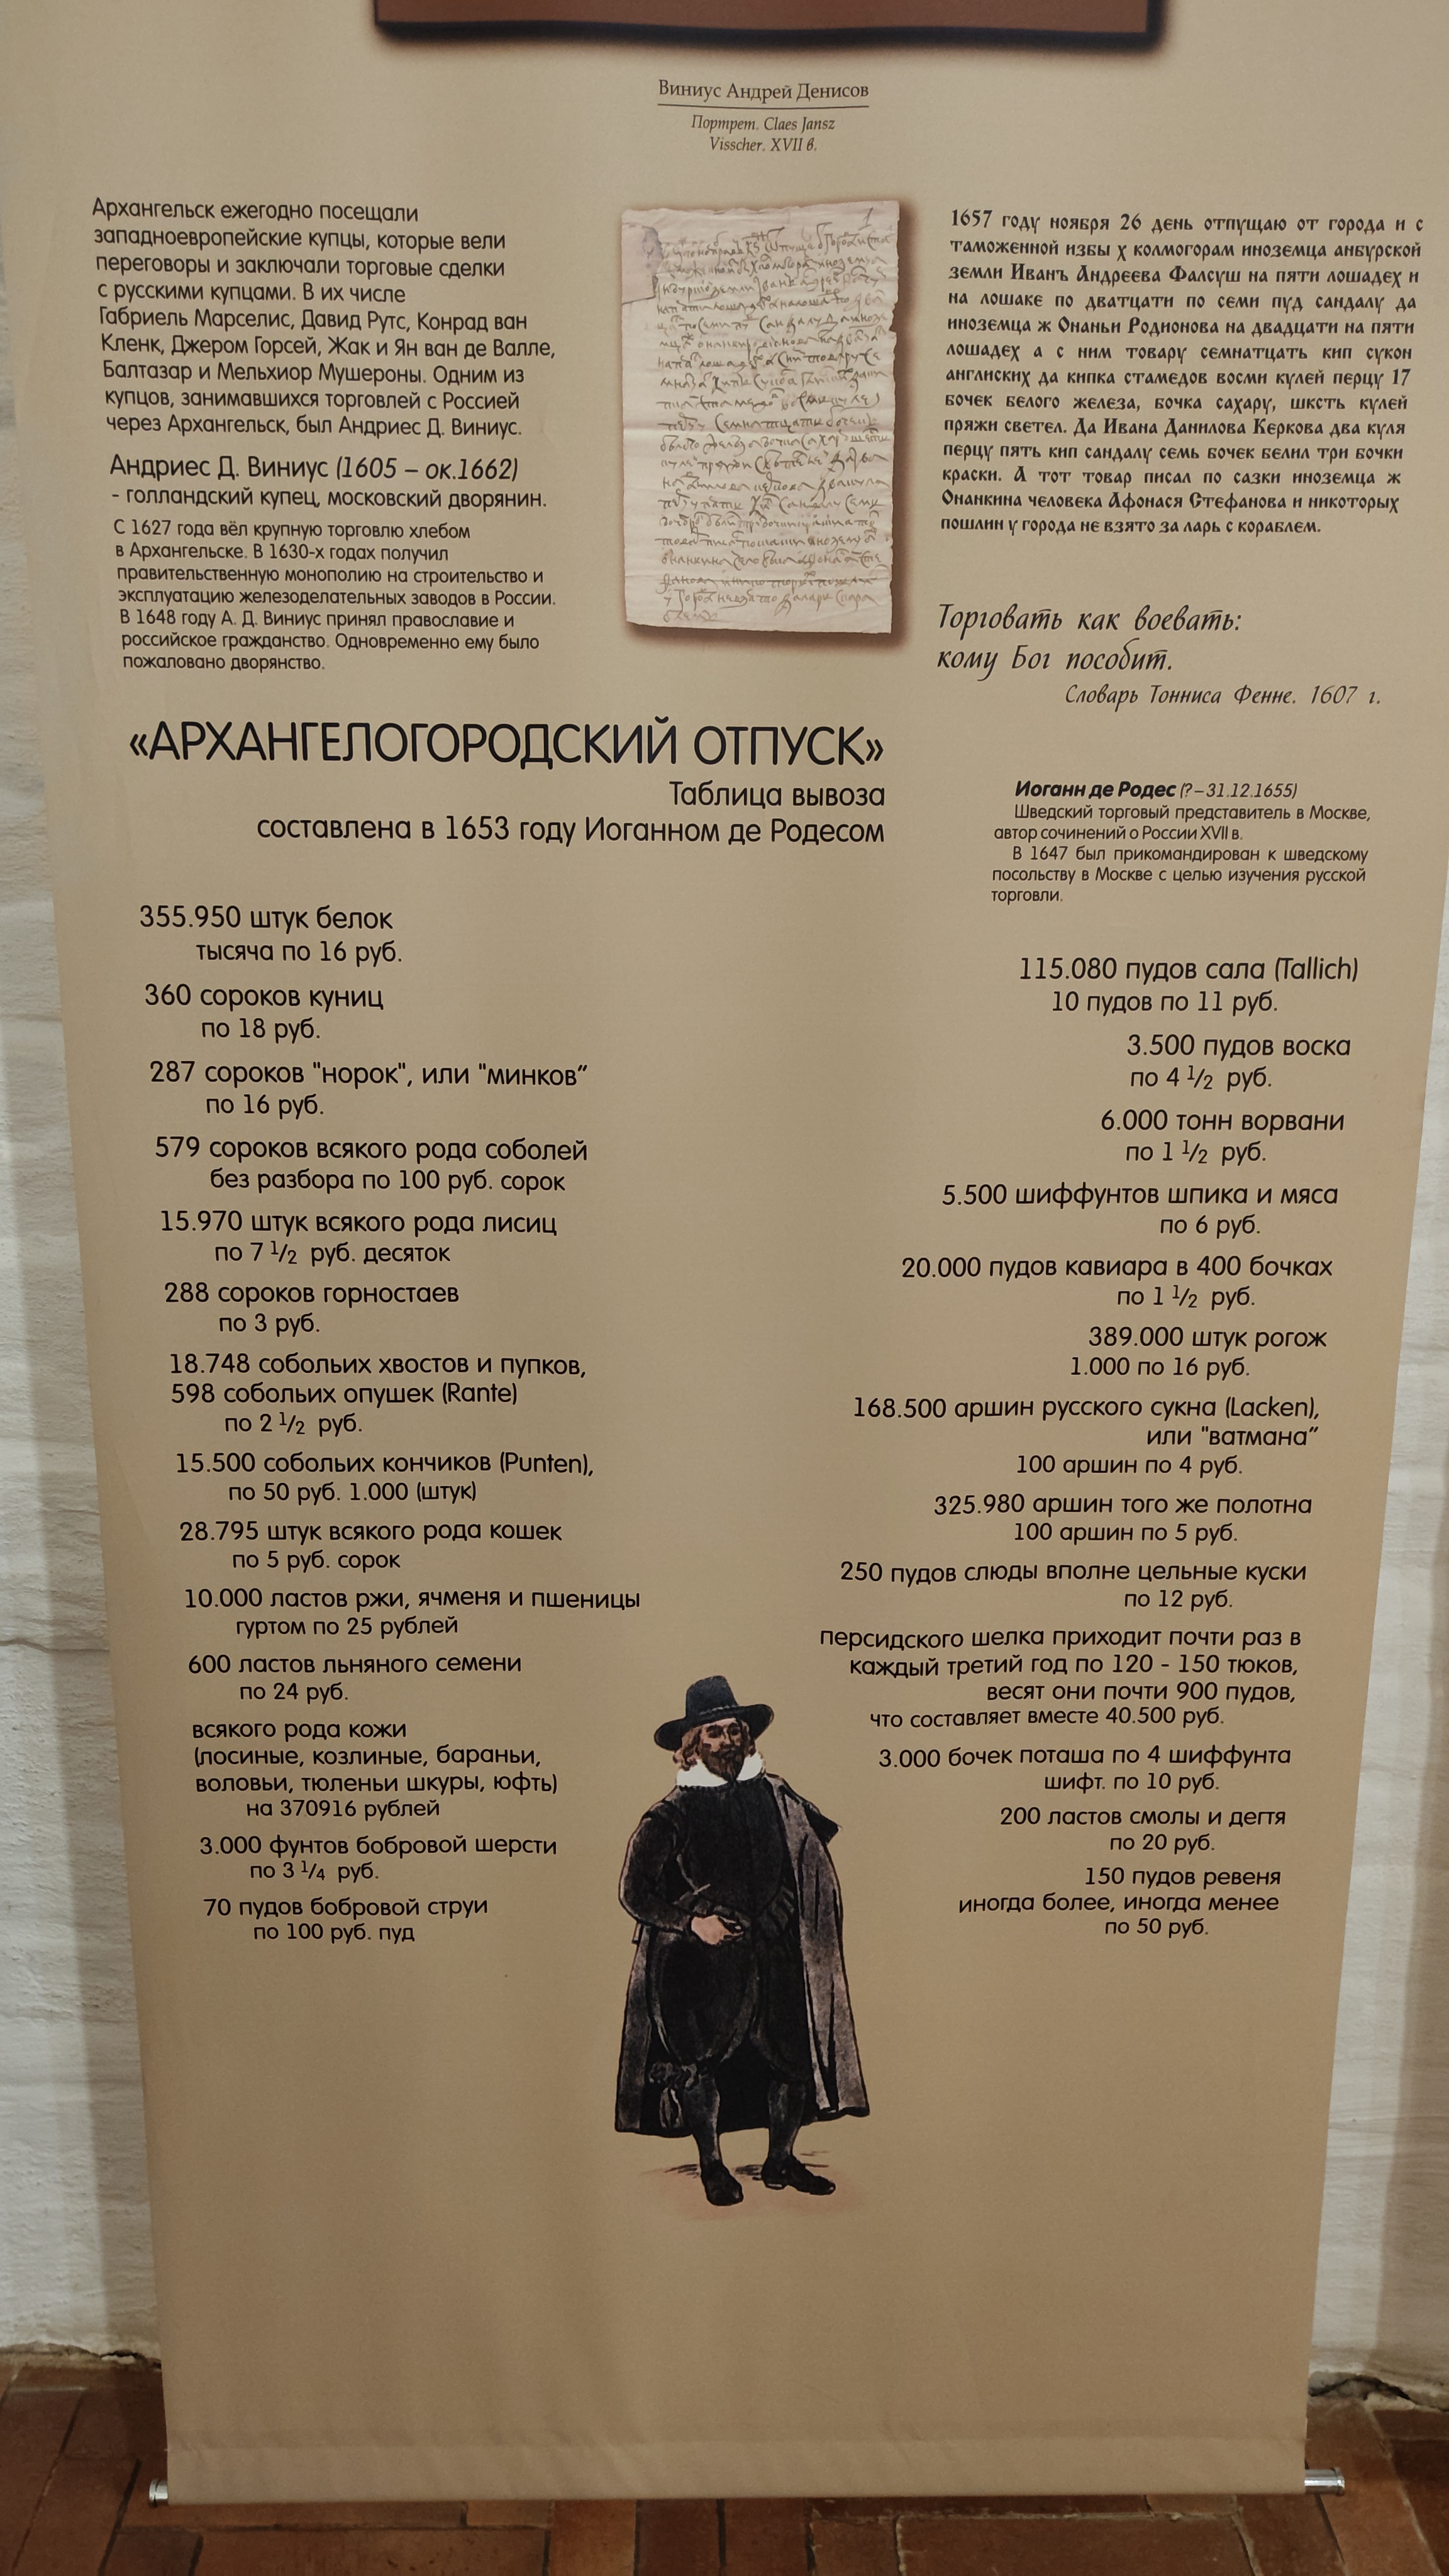 Виниус Андрей Денисов
Портрет. Claes Jansz
Visscher. XVII в.
Архангельск ежегодно посещали
западноевропейские купцы, которые вели
переговоры и заключали торговые сделки
с русскими купцами. В их числе
Габриель Марселис, Давид Рутс, Конрад ван
Кленк, Джером Горсей, Жак и Ян ван де Валле,
Балтазар и Мельхиор Мушероны. Одним из
купцов, занимавшихся торговлей с Россией
через Архангельск, был Андриес Д. Виниус.
Андриес Д. Виниус (1605 – ок.1662)
- голландский купец, московский дворянин.
С 1627 года вёл крупную торговлю хлебом
в Архангельске. В 1630-х годах получил
правительственную монополию на строительство и
эксплуатацию железоделательных заводов в России.
В 1648 году А. Д. Виниус принял православие и
российское гражданство. Одновременно ему было
пожаловано дворянство.
1657 году ноября 26 день отпущаю от города и с
таможенной избы х колмогорам иноземца анбурской
земли Иванъ Андреева Фалсуш на пяти лошадех и
на лошаке по дватцати по семи пуд сандалу да
иноземца ж Онаньи Родионова на двадцати на пяти
лошадех а с ним товару семнатцать кип сукон
англиских да кипка стамедов восми кулей перцу 17
бочек белого железа, бочка сахару, шксть кулей
пряжи светел. Да Ивана Данилова Керкова два куля
перцу пять кип сандалу семь бочек белил три бочки
краски. А тот товар писал по сазки иноземца ж
Онанкина человека Афонася Стефанова и никоторых
пошлин у города не взято за ларь с кораблем.
Торговать как воевать:
кому Бог пособит.
Словарь Тонниса Фенне. 1607 г.
«АРХАНГЕЛОГОРОДСКИЙ ОТПУСК»
Таблица вывоза
составлена в 1653 году Иоганном де Родесом
Иоганн де Родес (?–31.12.1655)
Шведский торговый представитель в Москве,
автор сочинений о России XVII в.
В 1647 был прикомандирован к шведскому
посольству в Москве с целью изучения русской
торговли.
355.950 штук белок
тысяча по 16 руб.
360 сороков куниц
по 18 руб.
287 сороков "норок", или "минков"
по 16 руб.
579 сороков всякого рода соболей
без разбора по 100 руб. сорок
15.970 штук всякого рода лисиц
по 7 1/2 руб. десяток
288 сороков горностаев
по 3 руб.
18.748 собольих хвостов и пупков,
598 собольих опушек (Rante)
по 2 1/2 руб.
15.500 собольих кончиков (Punten),
по 50 руб. 1.000 (штук)
28.795 штук всякого рода кошек
по 5 руб. сорок
10.000 ластов ржи, ячменя и пшеницы
гуртом по 25 рублей
600 ластов льняного семени
по 24 руб.
всякого рода кожи
(лосиные, козлиные, бараньи,
воловьи, тюленьи шкуры, юфть)
на 370916 рублей
3.000 фунтов бобровой шерсти
по 3 1/4 руб.
70 пудов бобровой струи
по 100 руб. пуд
115.080 пудов сала (Tallich)
10 пудов по 11 руб.
3.500 пудов воска
по 4 1/2 руб.
6.000 тонн ворвани
по 1 1/2 руб.
5.500 шиффунтов шпика и мяса
по 6 руб.
20.000 пудов кавиара в 400 бочках
по 1 1/2 руб.
389.000 штук рогож
1.000 по 16 руб.
168.500 аршин русского сукна (Lacken),
или "ватмана"
100 аршин по 4 руб.
325.980 аршин того же полотна
100 аршин по 5 руб.
250 пудов слюды вполне цельные куски
по 12 руб.
персидского шелка приходит почти раз в
каждый третий год по 120 - 150 тюков,
весят они почти 900 пудов,
что составляет вместе 40.500 руб.
3.000 бочек поташа по 4 шиффунта
шифт. по 10 руб.
200 ластов смолы и дегтя
по 20 руб.
150 пудов ревеня
иногда более, иногда менее
по 50 руб.